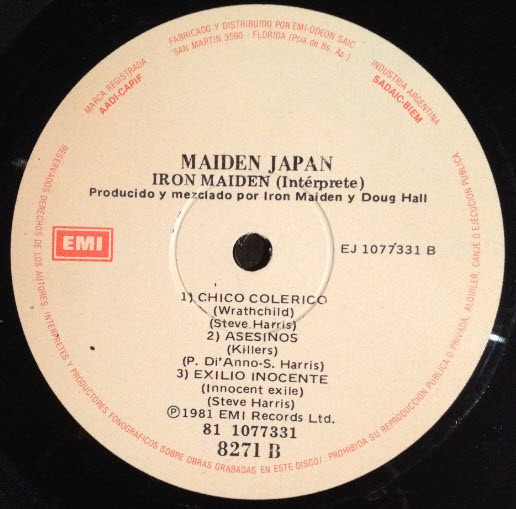 MARCA REGISTRADA
AADI-CAPIF
FABRICADO Y DISTRIBUIDO POR EMI-ODEON SAIC
SAN MARTIN 3590 - FLORIDA (Pcia de Bs. As.)
INDUSTRIA ARGENTINA
SADAIC-BIEM
MAIDEN JAPAN
IRON MAIDEN (Intérprete)
Producido y mezclado por Iron Maiden y Doug Hall
EMI
EJ 1077331 B
1) CHICO COLERICO
(Wrathchild)
(Steve Harris)
2) ASESIÑOS
(Killers)
(P. Di'Anno-S. Harris)
3) EXILIO INOCENTE
(Innocent exile)
(Steve Harris)
Ⓟ 1981 EMI Records Ltd.
81 1077331
8271 B
RESERVADOS DERECHOS DE LOS AUTORES, INTERPRETES Y PRODUCTORES FONOGRAFICOS SOBRE OBRAS GRABADAS EN ESTE DISCO/. PROHIBIDA SU REPRODUCCION PUBLICA O PRIVADA, ALQUILER, CANJE O EJECUCION PUBLICA